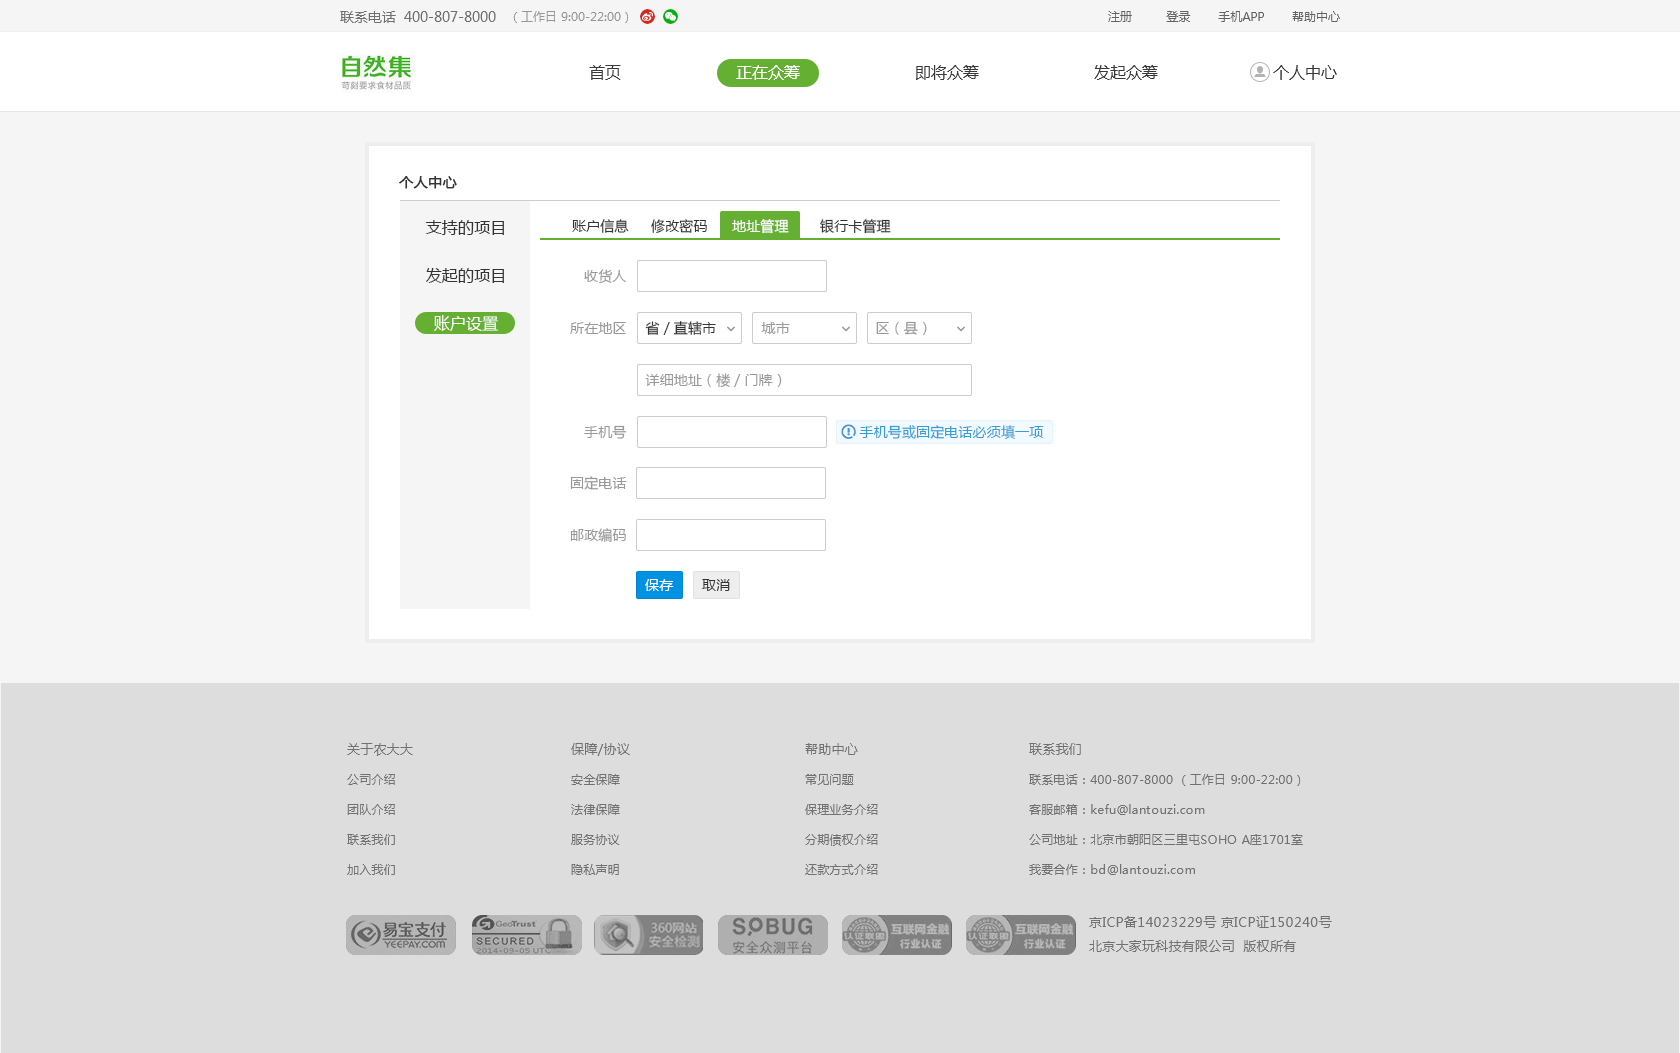 联系电话 400-807-8000 （工作日 9:00-22:00）
注册 登录 手机APP 帮助中心
自然集
苛刻要求食材品质
首页 正在众筹 即将众筹 发起众筹 个人中心
个人中心
支持的项目
发起的项目
账户设置
账户信息 修改密码 地址管理 银行卡管理
收货人
所在地区 省 / 直辖市 城市 区（县）
详细地址（楼 / 门牌）
手机号 手机号或固定电话必须填一项
固定电话
邮政编码
保存 取消
关于农大大 保障/协议 帮助中心 联系我们
公司介绍 安全保障 常见问题 联系电话：400-807-8000 （工作日 9:00-22:00）
团队介绍 法律保障 保理业务介绍 客服邮箱：kefu@lantouzi.com
联系我们 服务协议 分期债权介绍 公司地址：北京市朝阳区三里屯SOHO A座1701室
加入我们 隐私声明 还款方式介绍 我要合作：bd@lantouzi.com
易宝支付
YEEPAY.COM
GeoTrust
SECURED
2014-09-05 UTC
360网站
安全检测
SOBUG
安全众测平台
认证联盟
互联网金融
行业认证
认证联盟
互联网金融
行业认证
京ICP备14023229号 京ICP证150240号
北京大家玩科技有限公司 版权所有